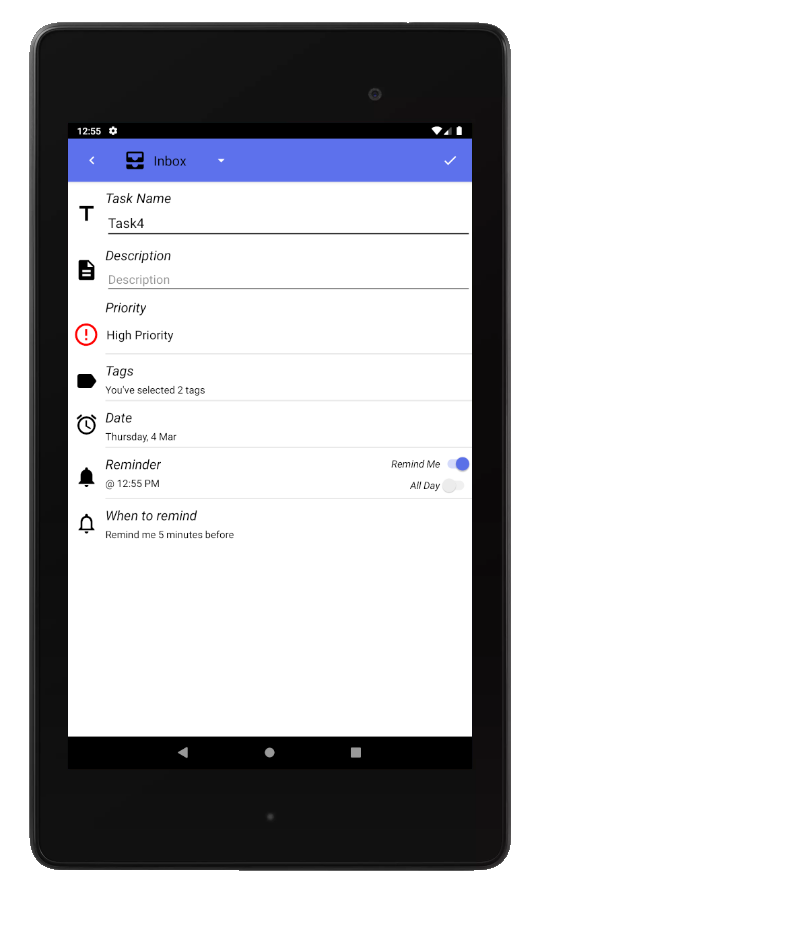 12:55
Inbox
Task Name
Task4
Description
Description
Priority
High Priority
Tags
You've selected 2 tags
Date
Thursday, 4 Mar
Reminder
Remind Me
@ 12:55 PM
All Day
When to remind
Remind me 5 minutes before